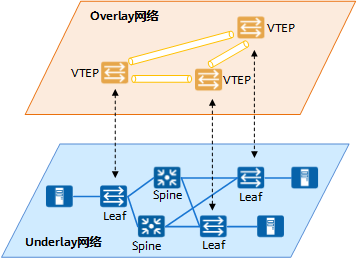 Overlay网络
VTEP
VTEP
VTEP
Spine
Leaf
Leaf
Spine
Leaf
Underlay网络